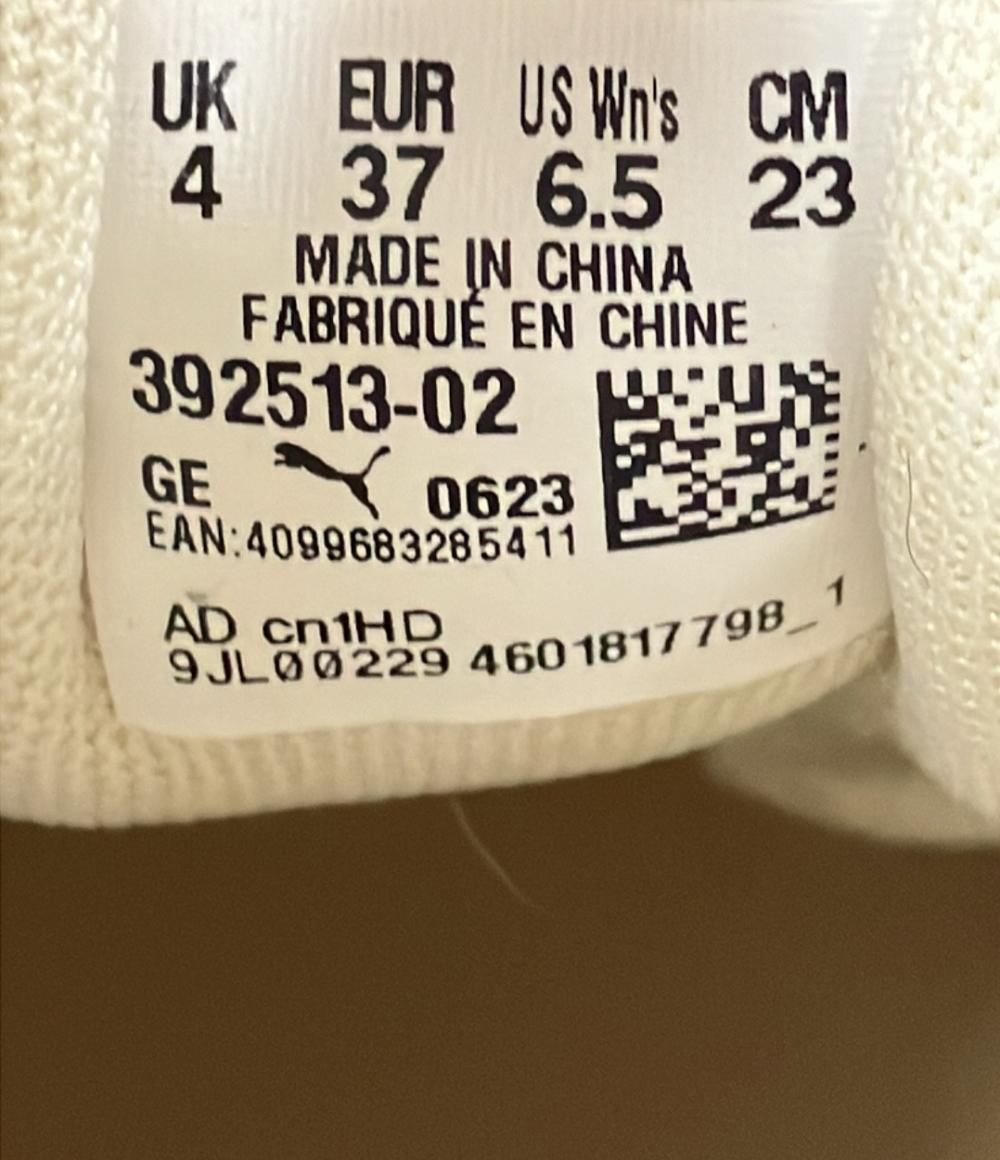 UK EUR US Wn's CM
4 37 6.5 23
MADE IN CHINA
FABRIQUÉ EN CHINE
392513-02
GE 0623
EAN:4099683285411
AD cn1HD
9JL00229 4601817798_1